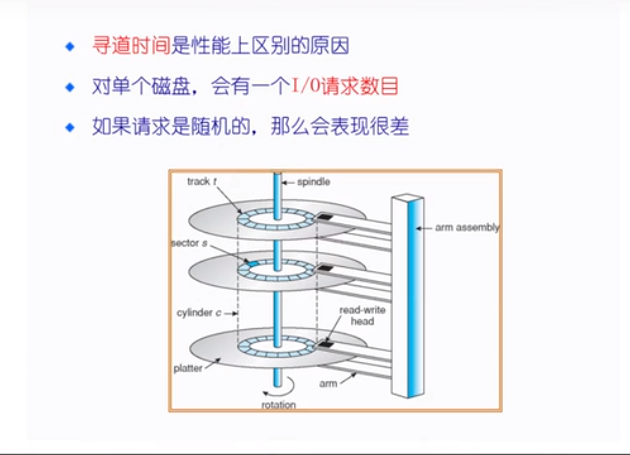 寻道时间是性能上区别的原因
对单个磁盘，会有一个I/O请求数目
如果请求是随机的，那么会表现很差
track t
spindle
arm assembly
sector s
cylinder c
read-write
head
platter
arm
rotation